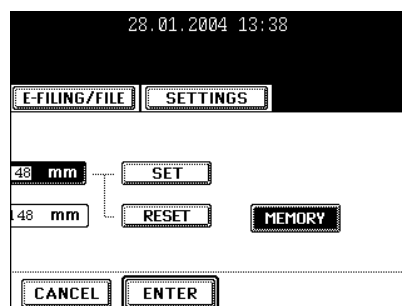 28.01.2004 13:38
E-FILING/FILE SETTINGS
48 mm SET
148 mm RESET MEMORY
CANCEL ENTER